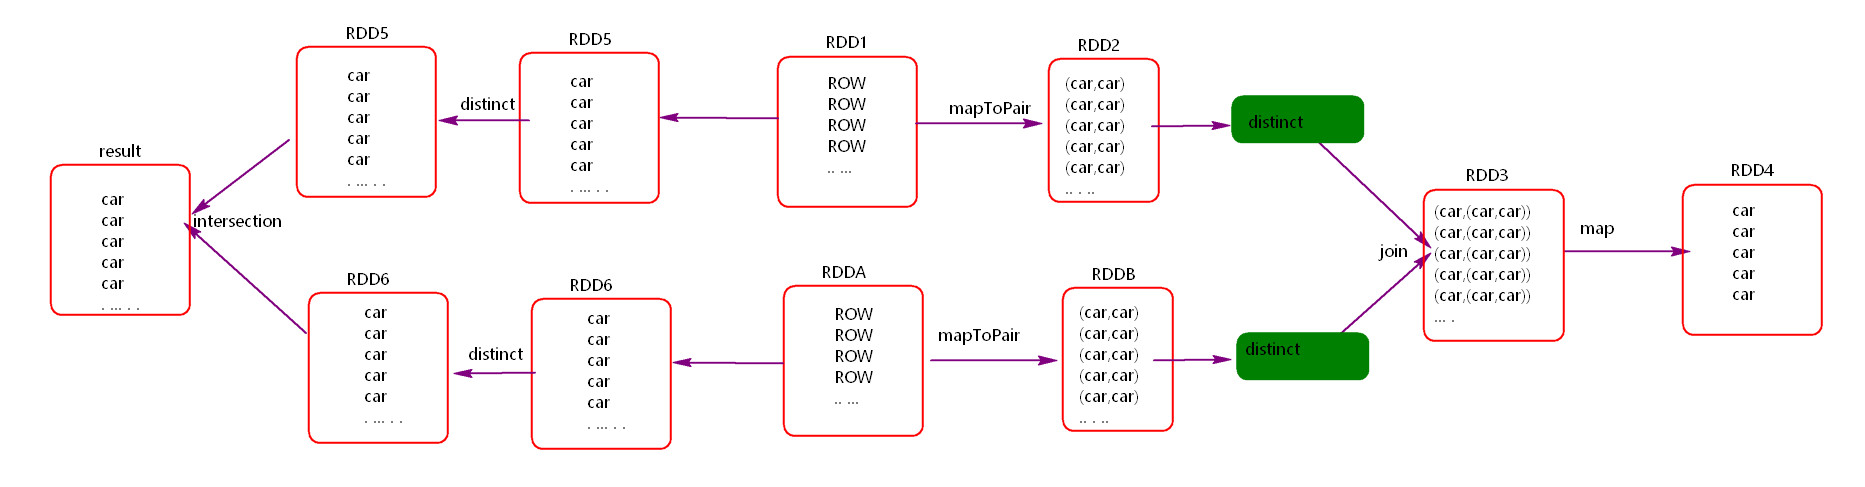 RDD5
car
car
car
car
car
. ... . .
distinct
RDD5
car
car
car
car
car
. ... . .
RDD1
ROW
ROW
ROW
ROW
.. ...
mapToPair
RDD2
(car,car)
(car,car)
(car,car)
(car,car)
(car,car)
.. . ..
distinct
result
car
car
car
car
car
. ... . .
intersection
join
RDD3
(car,(car,car))
(car,(car,car))
(car,(car,car))
(car,(car,car))
(car,(car,car))
... .
map
RDD4
car
car
car
car
car
RDD6
car
car
car
car
car
. ... . .
distinct
RDD6
car
car
car
car
car
. ... . .
RDDA
ROW
ROW
ROW
ROW
.. ...
mapToPair
RDDB
(car,car)
(car,car)
(car,car)
(car,car)
(car,car)
.. . ..
distinct